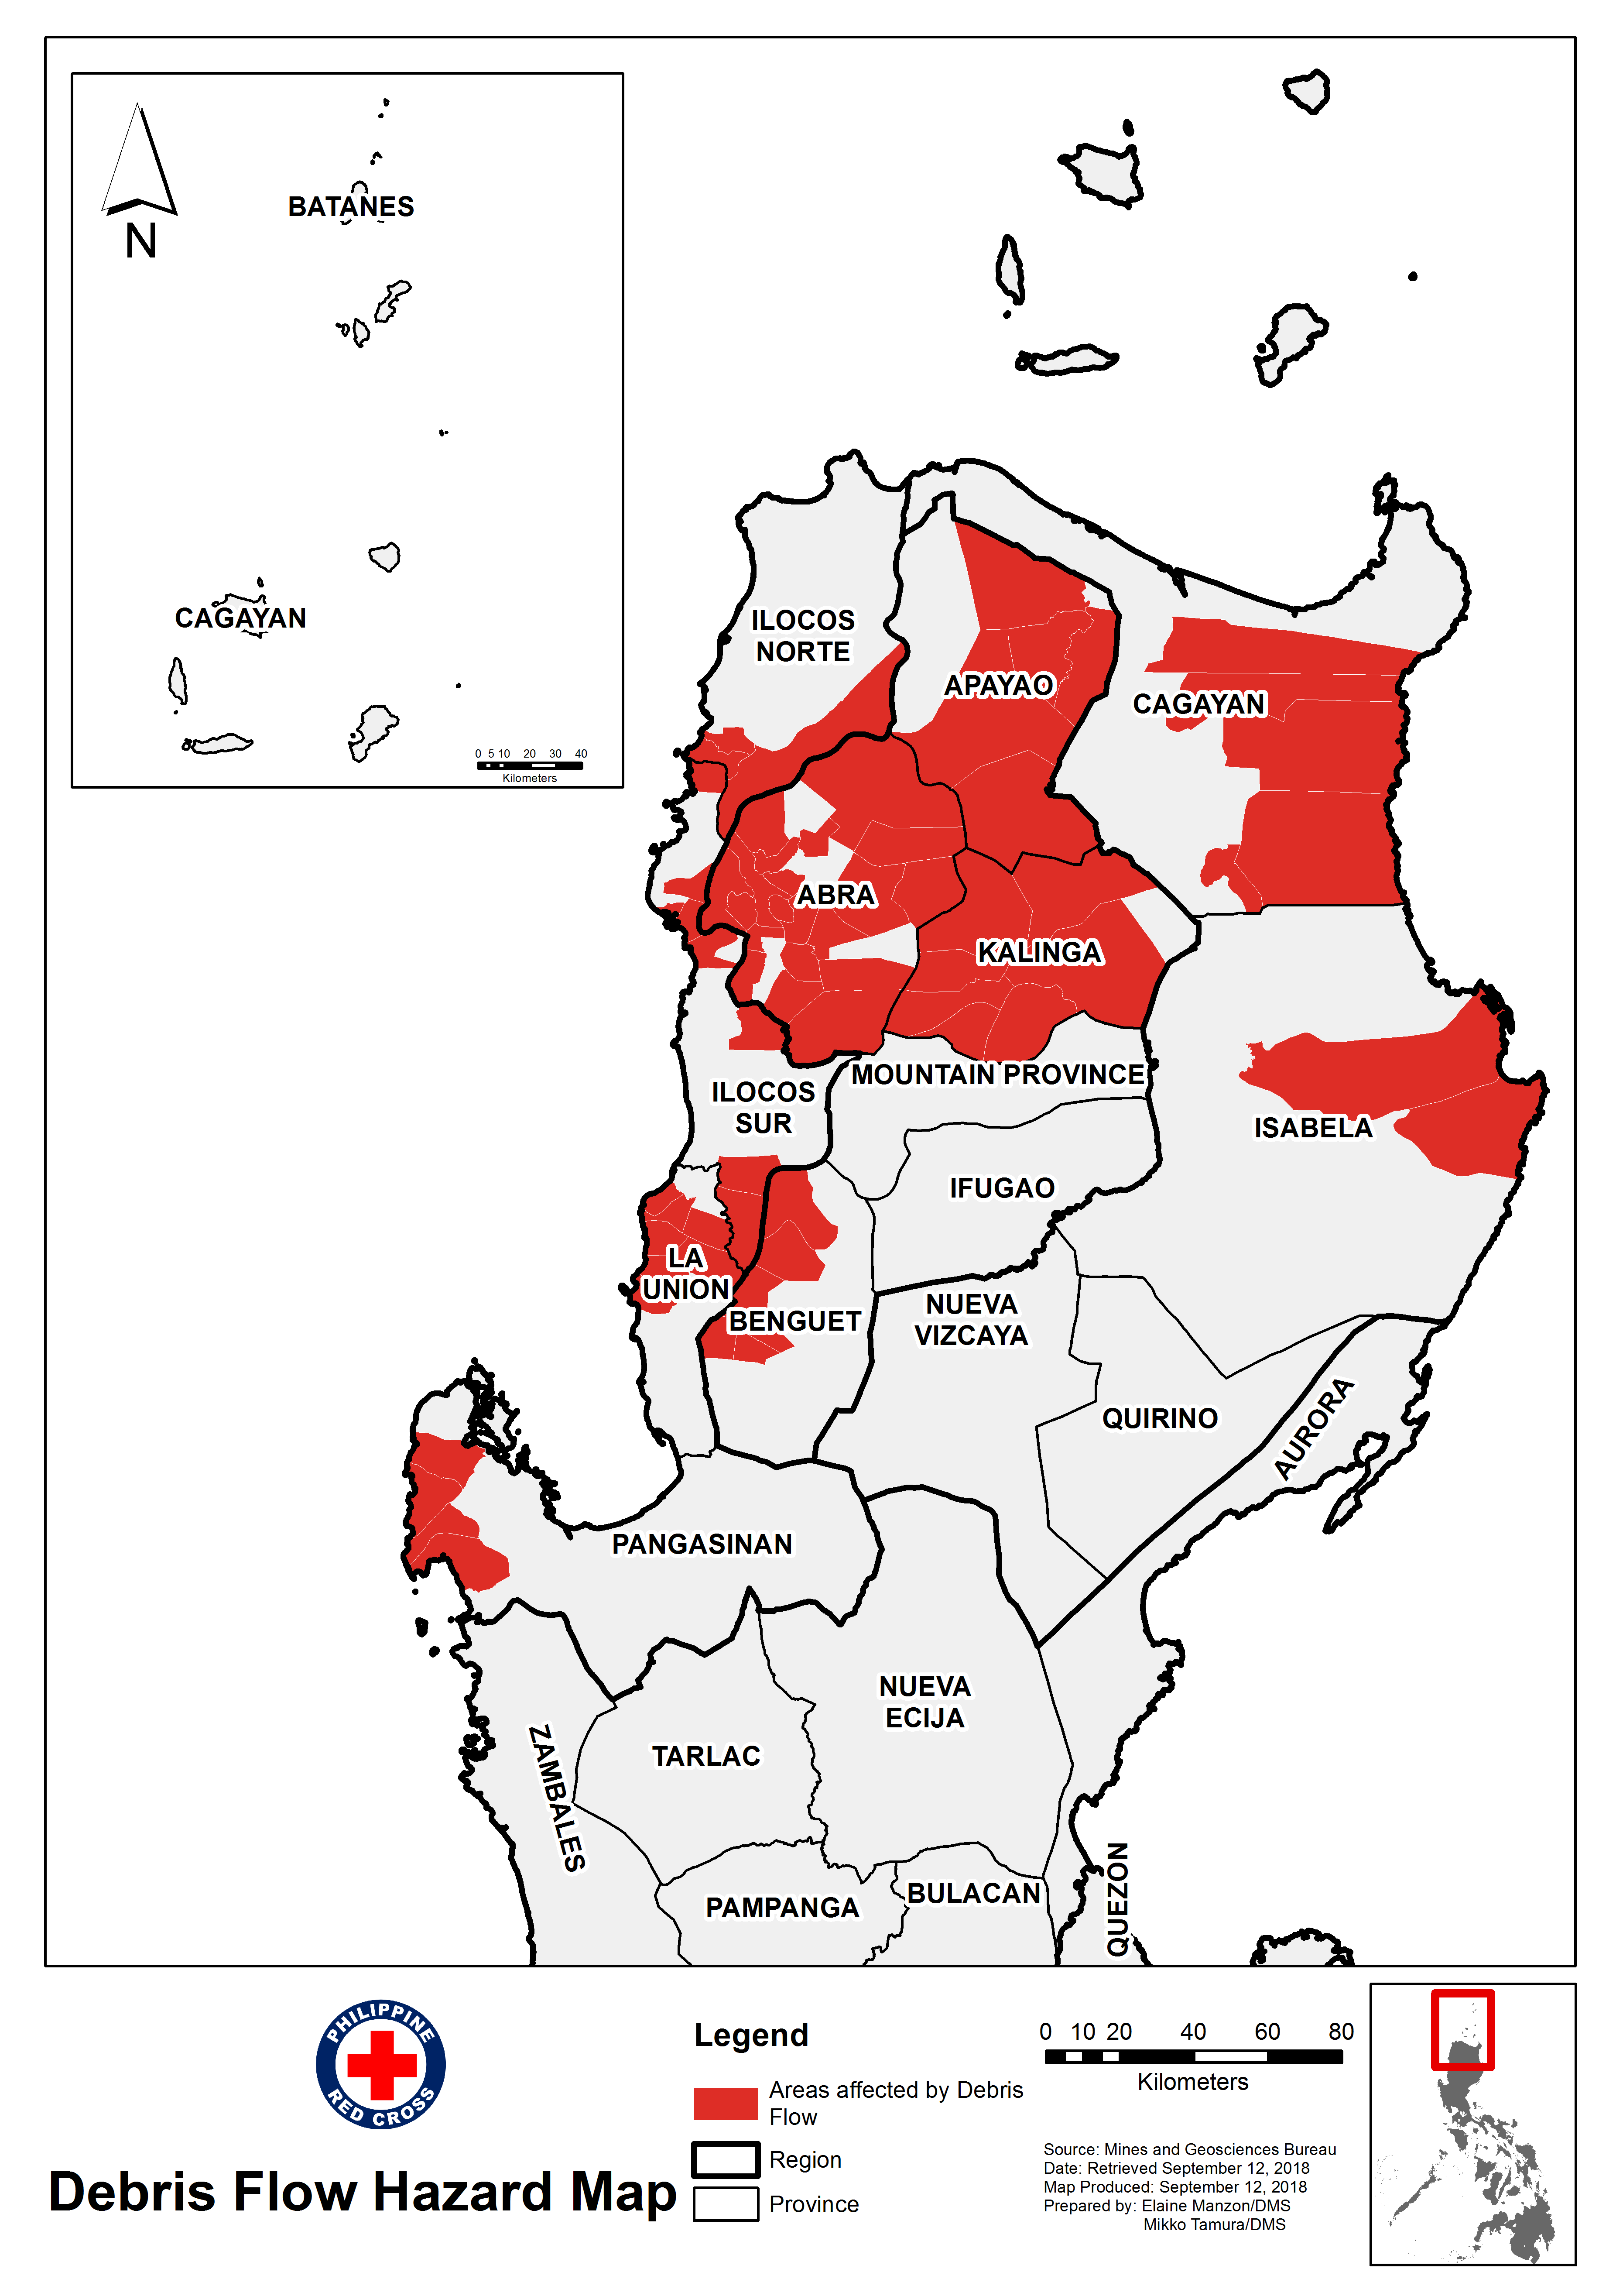 N
BATANES
CAGAYAN
0 5 10 20 30 40
Kilometers
ILOCOS
NORTE
APAYAO
CAGAYAN
ABRA
KALINGA
MOUNTAIN PROVINCE
ILOCOS
SUR
ISABELA
IFUGAO
LA
UNION
BENGUET
NUEVA
VIZCAYA
QUIRINO
AURORA
PANGASINAN
NUEVA
ECIJA
TARLAC
ZAMBALES
PAMPANGA
BULACAN
QUEZON
PHILIPPINE
RED CROSS
Debris Flow Hazard Map
Legend
Areas affected by Debris
Flow
Region
Province
0 10 20 40 60 80
Kilometers
Source: Mines and Geosciences Bureau
Date: Retrieved September 12, 2018
Map Produced: September 12, 2018
Prepared by: Elaine Manzon/DMS
Mikko Tamura/DMS